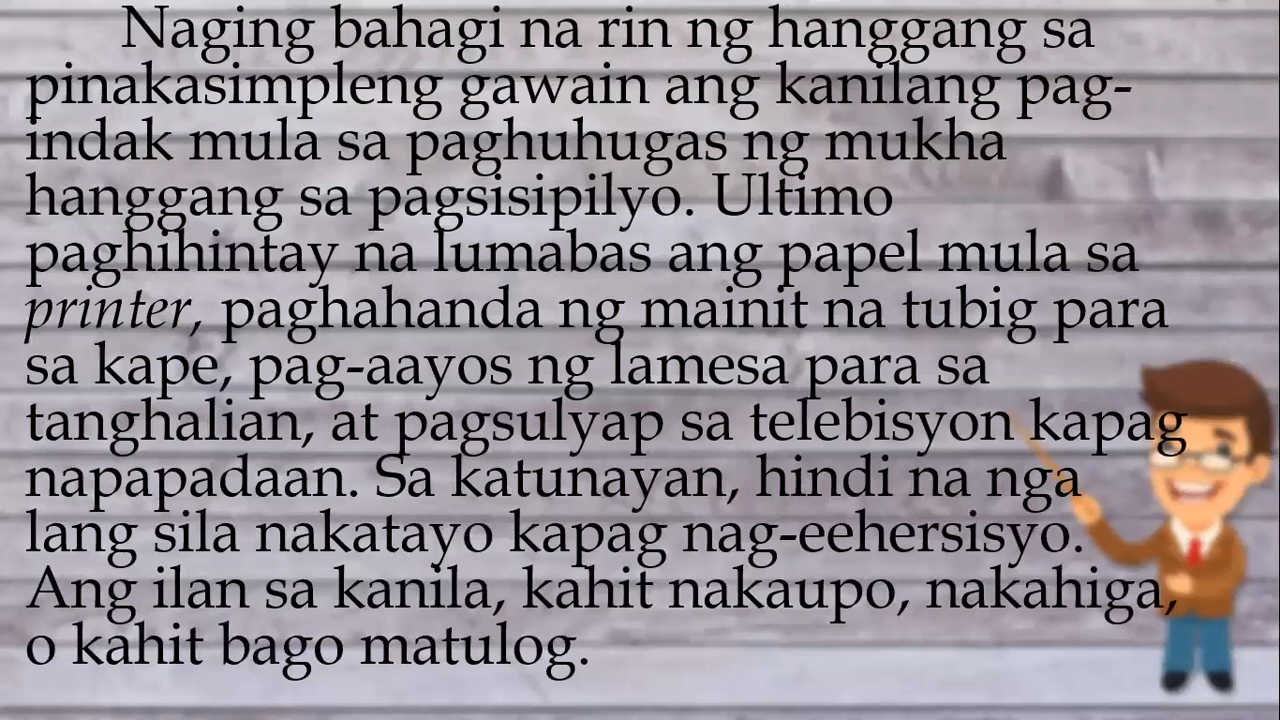 Naging bahagi na rin ng hanggang sa
pinakasimpleng gawain ang kanilang pag-
indak mula sa paghuhugas ng mukha
hanggang sa pagsisipilyo. Ultimo
paghihintay na lumabas ang papel mula sa
printer, paghahanda ng mainit na tubig para
sa kape, pag-aayos ng lamesa para sa
tanghalian, at pagsulyap sa telebisyon kapag
napapadaan. Sa katunayan, hindi na nga
lang sila nakatayo kapag nag-eehersisyo.
Ang ilan sa kanila, kahit nakaupo, nakahiga,
o kahit bago matulog.